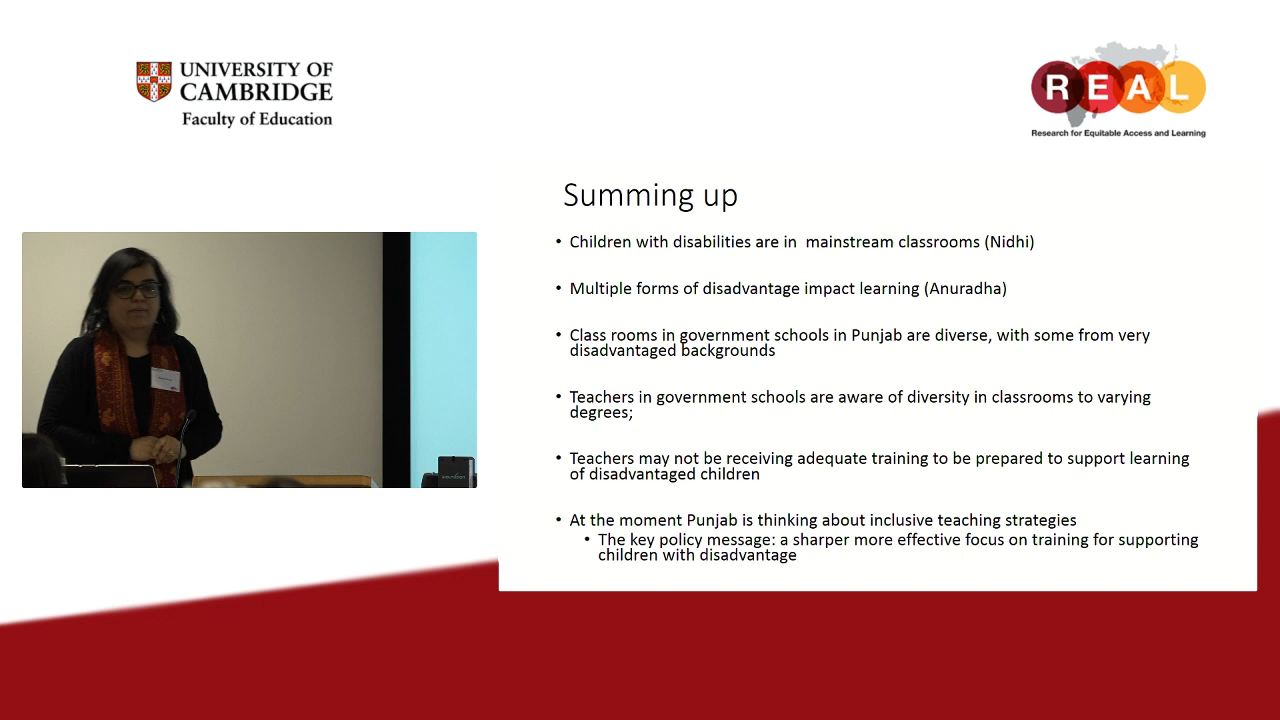 UNIVERSITY OF
CAMBRIDGE
Faculty of Education
R E A L
Research for Equitable Access and Learning
Summing up
• Children with disabilities are in  mainstream classrooms (Nidhi)
• Multiple forms of disadvantage impact learning (Anuradha)
• Class rooms in government schools in Punjab are diverse, with some from very
disadvantaged backgrounds
• Teachers in government schools are aware of diversity in classrooms to varying
degrees;
• Teachers may not be receiving adequate training to be prepared to support learning
of disadvantaged children
• At the moment Punjab is thinking about inclusive teaching strategies
• The key policy message: a sharper more effective focus on training for supporting
children with disadvantage